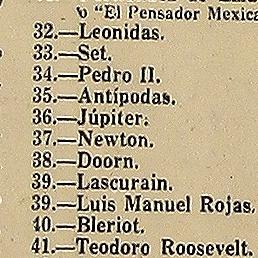 o "El Pensador Mexica
32.—Leonidas.
33.—Set.
34.—Pedro II.
35.—Antípodas.
36.—Júpiter.
37.—Newton.
38.—Doorn.
39.—Lascurain.
39.—Luis Manuel Rojas.
40.—Bleriot.
41.—Teodoro Roosevelt.